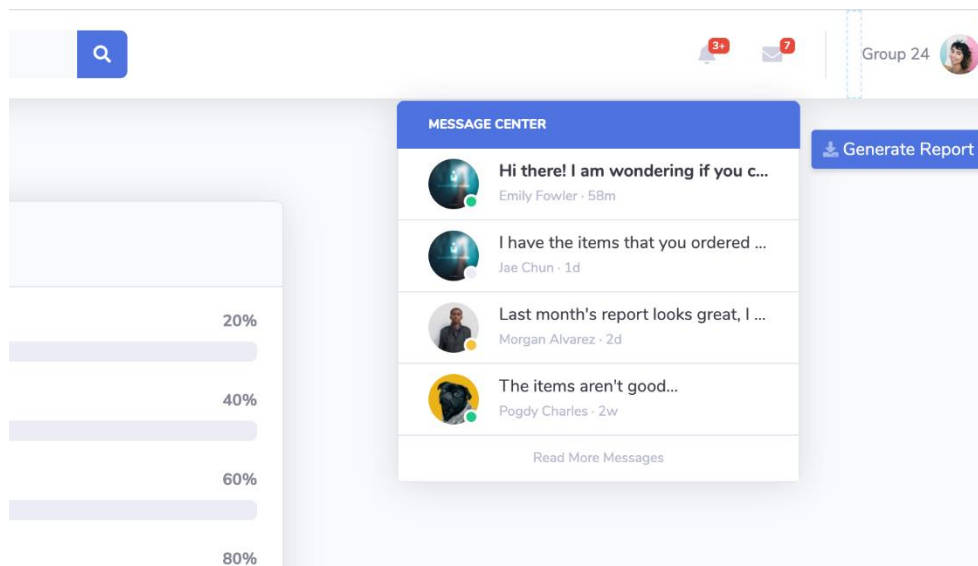 3+
7
Group 24
MESSAGE CENTER
Generate Report
Hi there! I am wondering if you c...
Emily Fowler · 58m
I have the items that you ordered ...
Jae Chun · 1d
Last month's report looks great, I ...
Morgan Alvarez · 2d
The items aren't good...
Pogdy Charles · 2w
Read More Messages
20%
40%
60%
80%